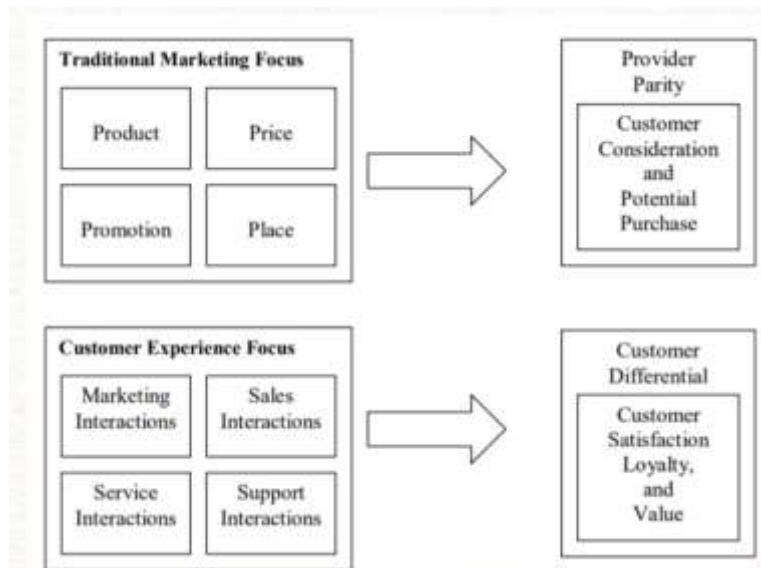 Traditional Marketing Focus
Product
Price
Promotion
Place
Provider
Parity
Customer
Consideration
and
Potential
Purchase
Customer Experience Focus
Marketing
Interactions
Sales
Interactions
Service
Interactions
Support
Interactions
Customer
Differential
Customer
Satisfaction
Loyalty,
and
Value